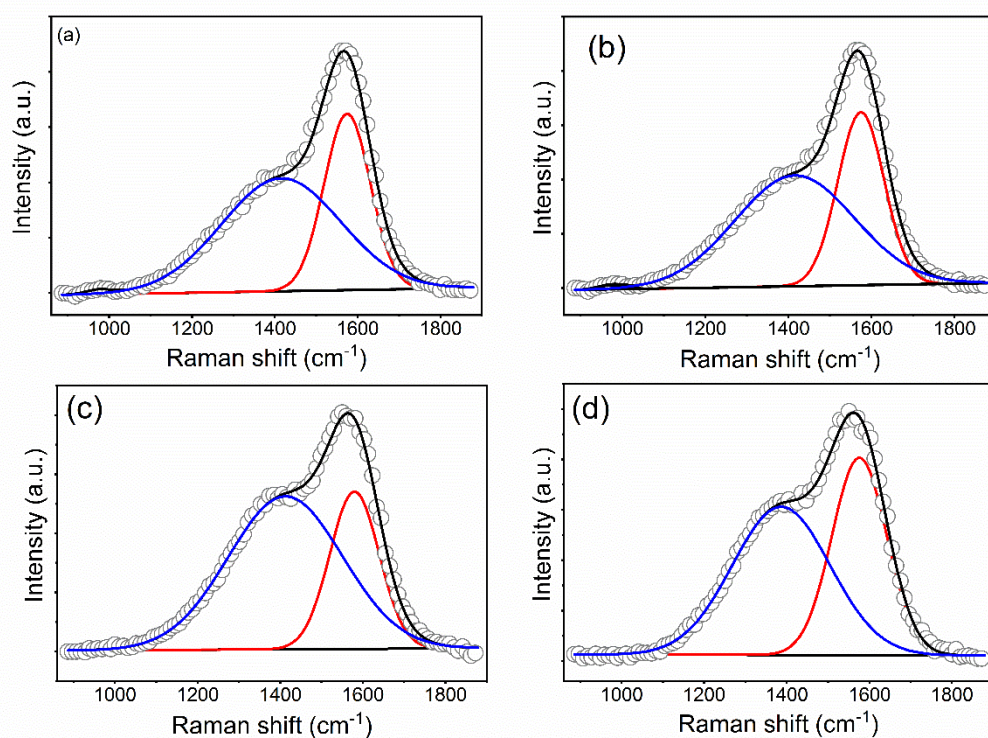 (a)
Intensity (a.u.)
1000 1200 1400 1600 1800
Raman shift (cm⁻¹)
(b)
Intensity (a.u.)
1000 1200 1400 1600 1800
Raman shift (cm⁻¹)
(c)
Intensity (a.u.)
1000 1200 1400 1600 1800
Raman shift (cm⁻¹)
(d)
Intensity (a.u.)
1000 1200 1400 1600 1800
Raman shift (cm⁻¹)